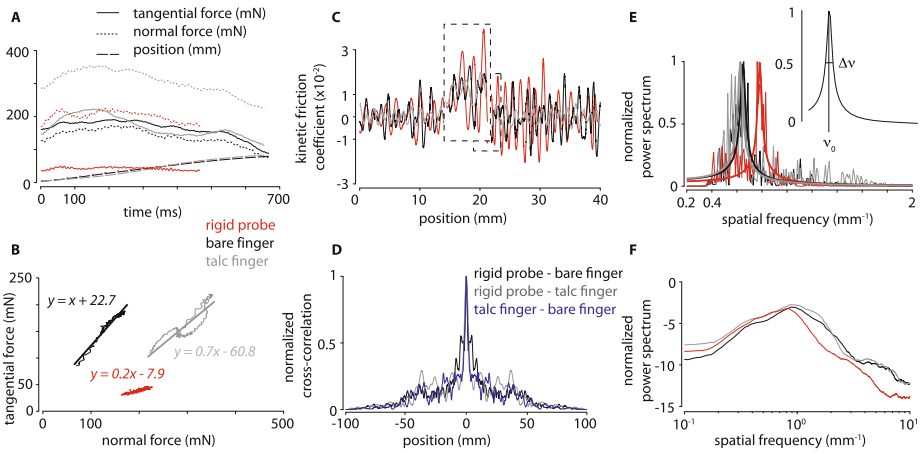 A
tangential force (mN)
normal force (mN)
position (mm)
400
200
0
0
700
time (ms)
rigid probe
bare finger
talc finger
B
tangential force (mN)
250
50
0
y = x + 22.7
y = 0.7x - 60.8
y = 0.2x - 7.9
100
500
normal force (mN)
C
kinetic friction
coefficient (x10⁻²)
3
1
0
-1
-3
0
10
20
30
40
position (mm)
D
normalized
cross-correlation
1
0.5
0
rigid probe - bare finger
rigid probe - talc finger
talc finger - bare finger
-100
-50
0
50
100
position (mm)
E
normalized
power spectrum
1
0.5
0
0.2
0.4
1
2
spatial frequency (mm⁻¹)
1
0.5
0
Δν
ν₀
F
normalized
power spectrum
0
-5
-10
-15
10⁻¹
10⁰
10¹
spatial frequency (mm⁻¹)